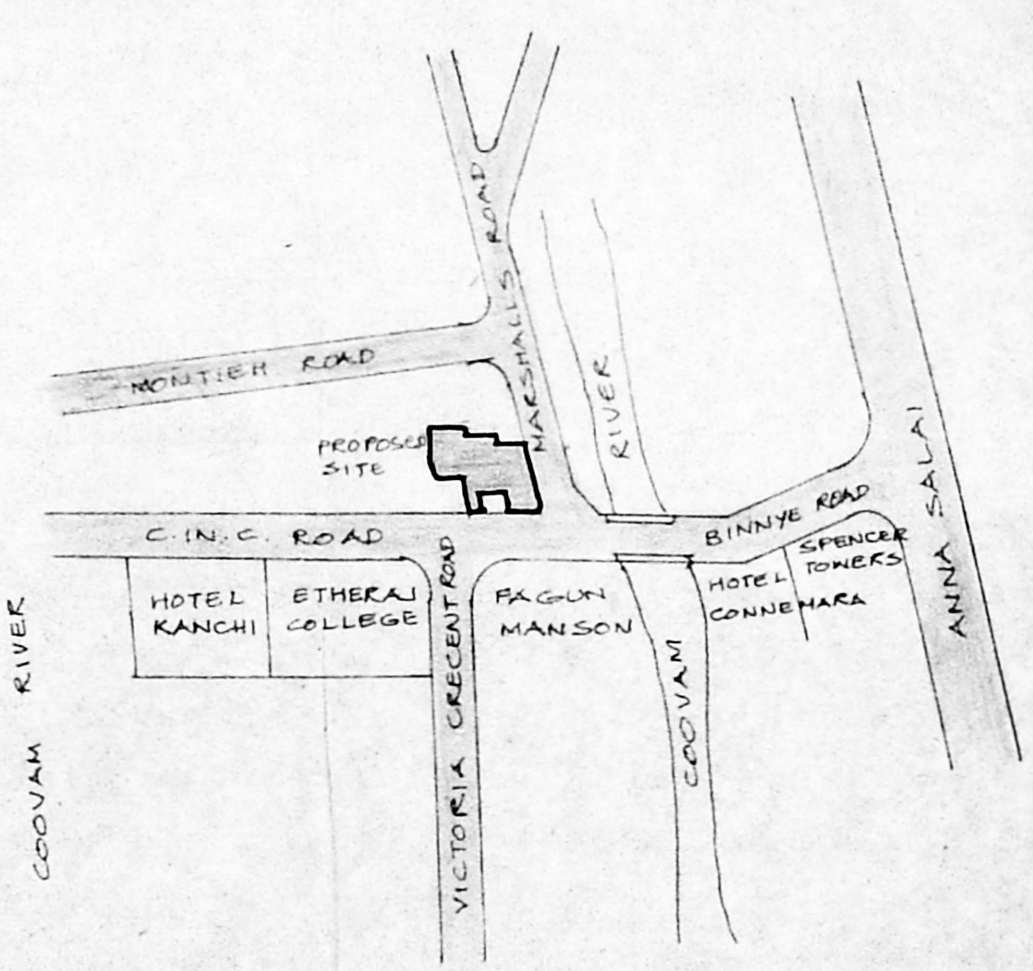 MARSHALLS ROAD
MONTIEH ROAD
RIVER
PROPOSED
SITE
ANNA SALAI
BINNYE ROAD
C.IN.C. ROAD
SPENCER
TOWERS
HOTEL
CONNEMARA
HOTEL
KANCHI
ETHERAJ
COLLEGE
VICTORIA CRECENT ROAD
FAGUN
MANSON
COOVAM
COOVAM RIVER